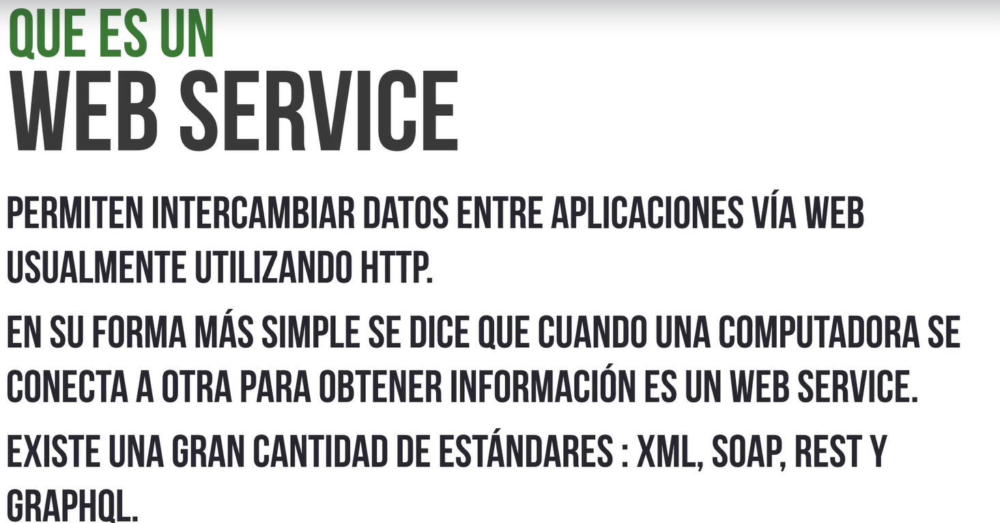 QUE ES UN
WEB SERVICE
PERMITEN INTERCAMBIAR DATOS ENTRE APLICACIONES VÍA WEB
USUALMENTE UTILIZANDO HTTP.
EN SU FORMA MÁS SIMPLE SE DICE QUE CUANDO UNA COMPUTADORA SE
CONECTA A OTRA PARA OBTENER INFORMACIÓN ES UN WEB SERVICE.
EXISTE UNA GRAN CANTIDAD DE ESTÁNDARES : XML, SOAP, REST Y
GRAPHQL.